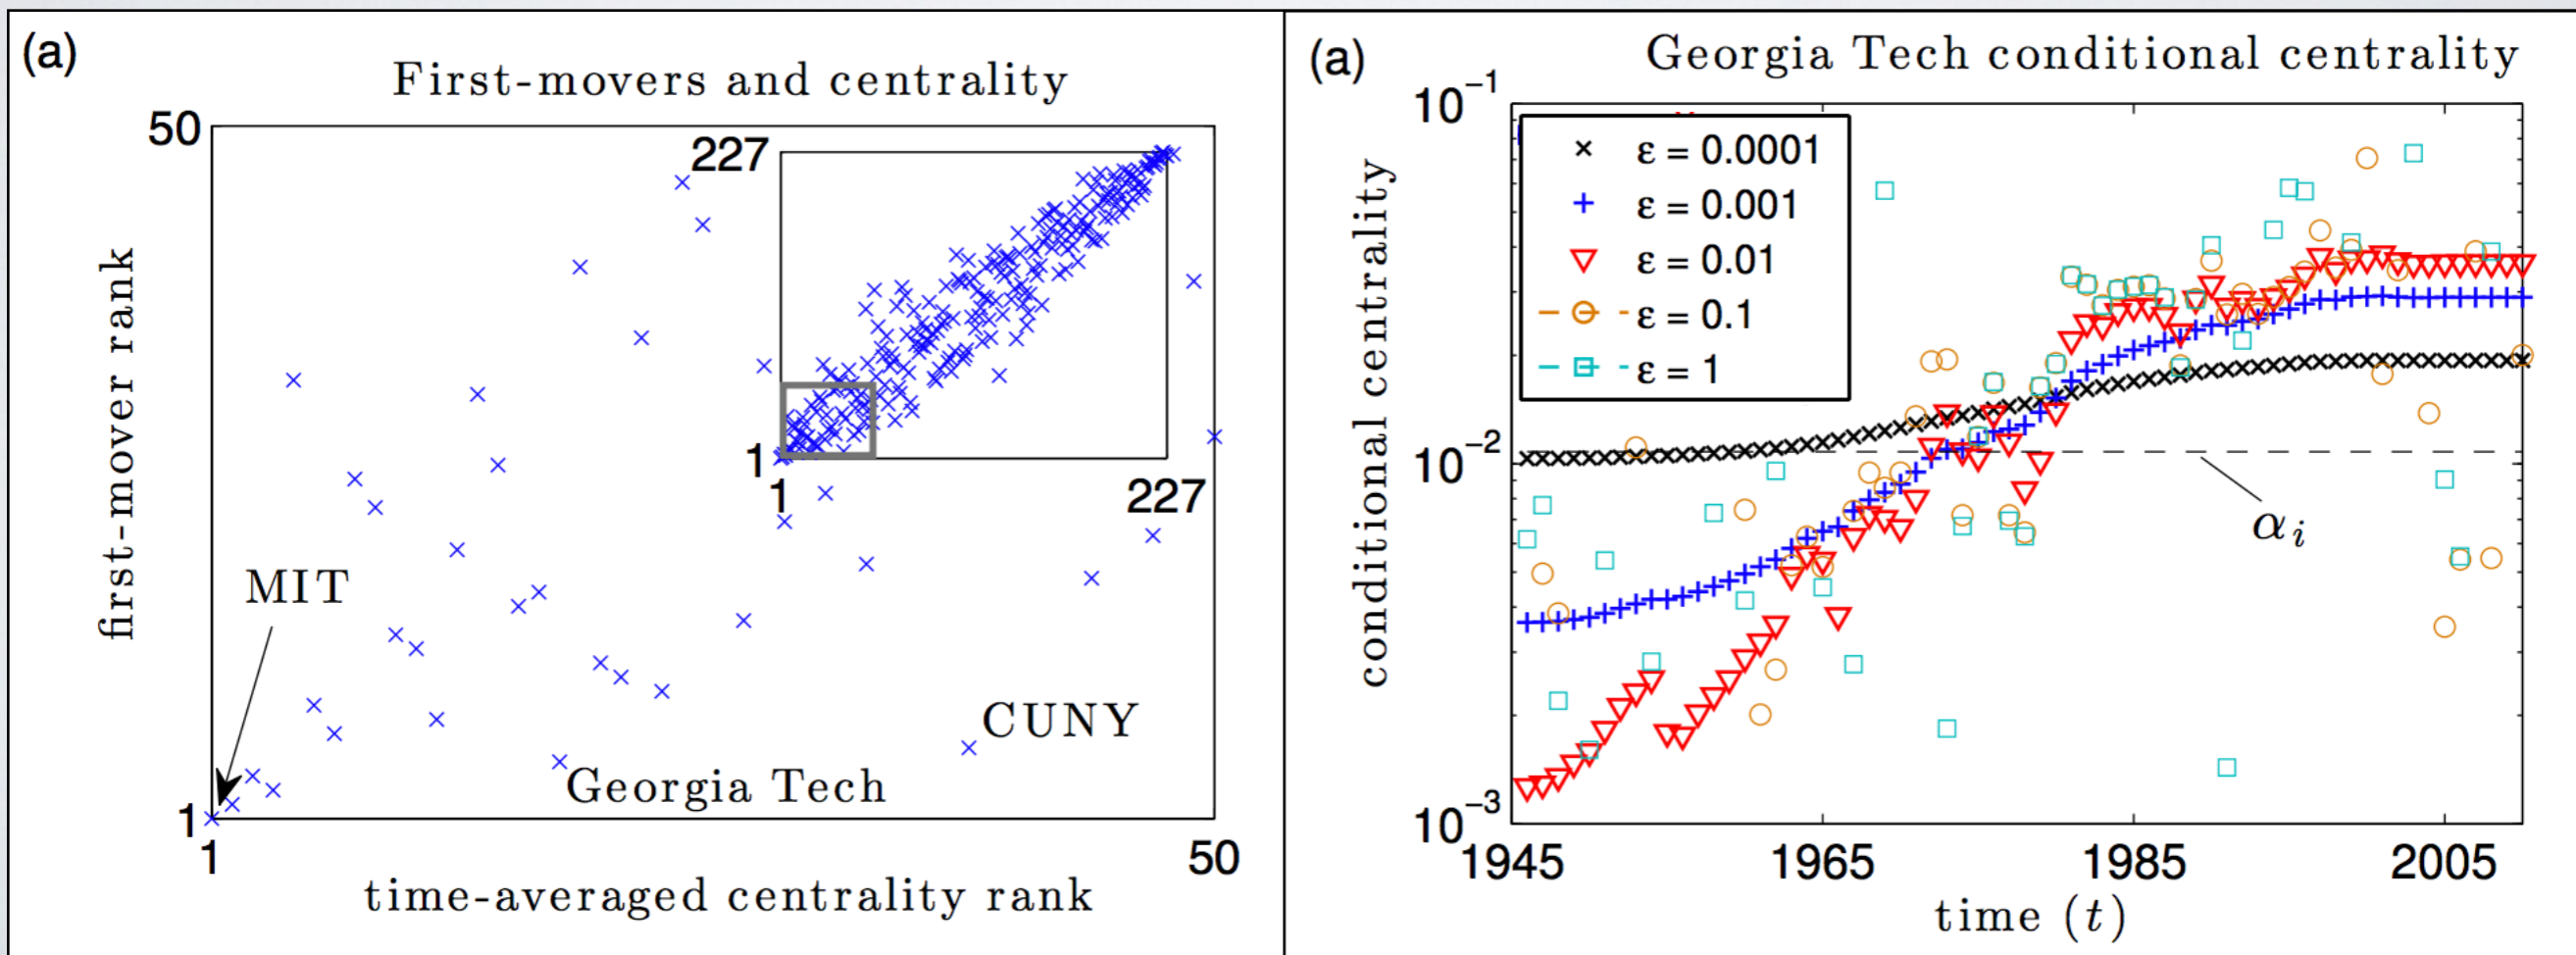 (a)
First-movers and centrality
50
227
1
1
227
first-mover rank
MIT
CUNY
Georgia Tech
1
1
50
time-averaged centrality rank
(a)
Georgia Tech conditional centrality
10⁻¹
ε = 0.0001
ε = 0.001
ε = 0.01
ε = 0.1
ε = 1
conditional centrality
10⁻²
αᵢ
10⁻³
1945
1965
1985
2005
time (t)